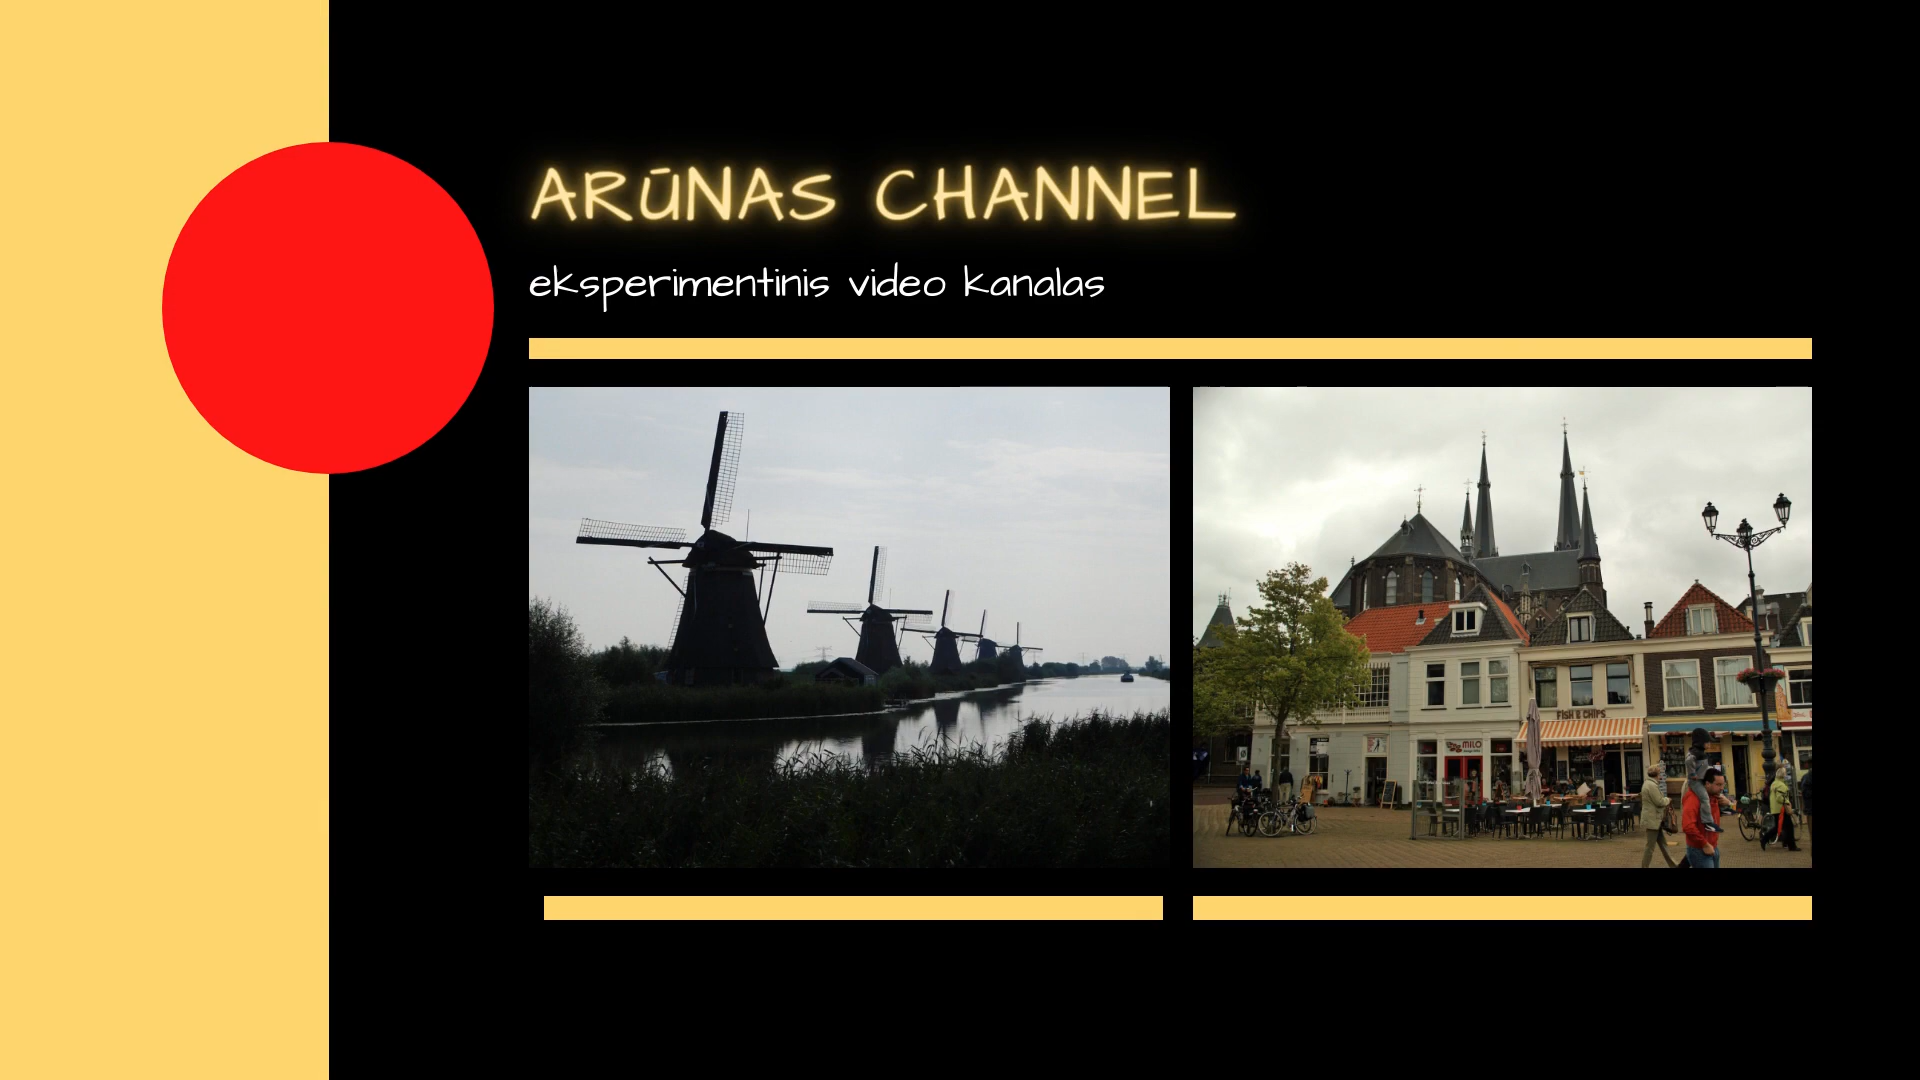 ARŪNAS CHANNEL
eksperimentinis video kanalas
FISH & CHIPS
MILO